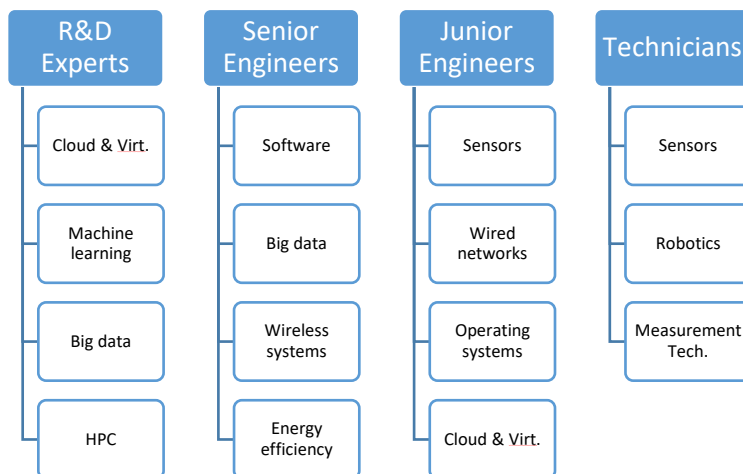 R&D
Experts
Cloud & Virt.
Machine
learning
Big data
HPC
Senior
Engineers
Software
Big data
Wireless
systems
Energy
efficiency
Junior
Engineers
Sensors
Wired
networks
Operating
systems
Cloud & Virt.
Technicians
Sensors
Robotics
Measurement
Tech.